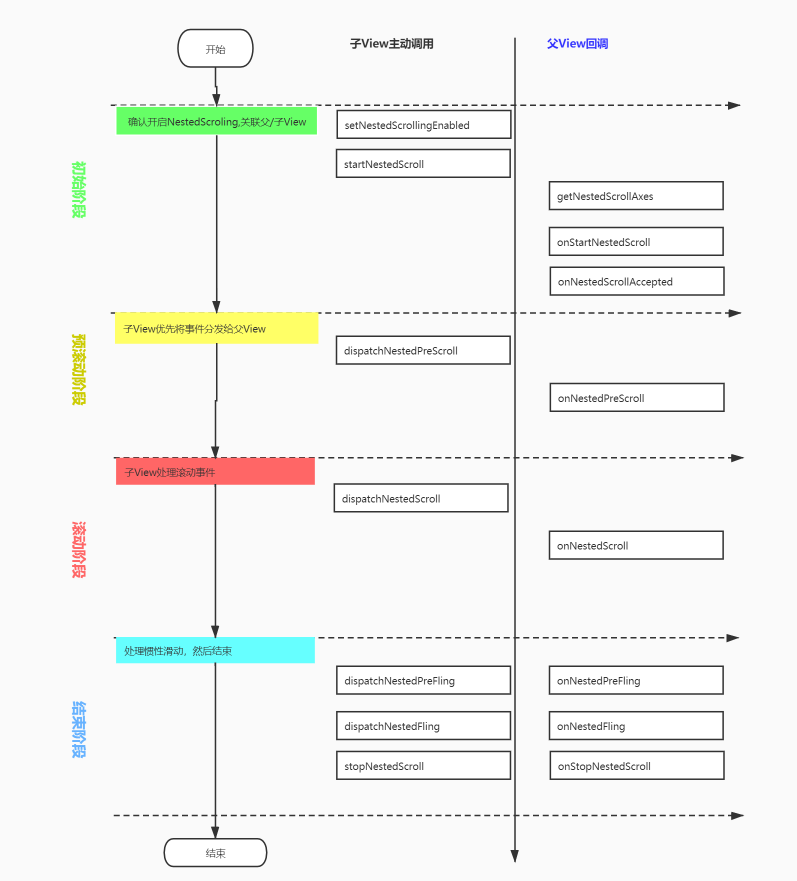 开始
子View主动调用
父View回调
确认开启NestedScroling,关联父/子View
setNestedScrollingEnabled
startNestedScroll
初始阶段
getNestedScrollAxes
onStartNestedScroll
onNestedScrollAccepted
子View优先将事件分发给父View
dispatchNestedPreScroll
预滚动阶段
onNestedPreScroll
子View处理滚动事件
dispatchNestedScroll
滚动阶段
onNestedScroll
处理惯性滑动，然后结束
dispatchNestedPreFling
onNestedPreFling
结束阶段
dispatchNestedFling
onNestedFling
stopNestedScroll
onStopNestedScroll
结束